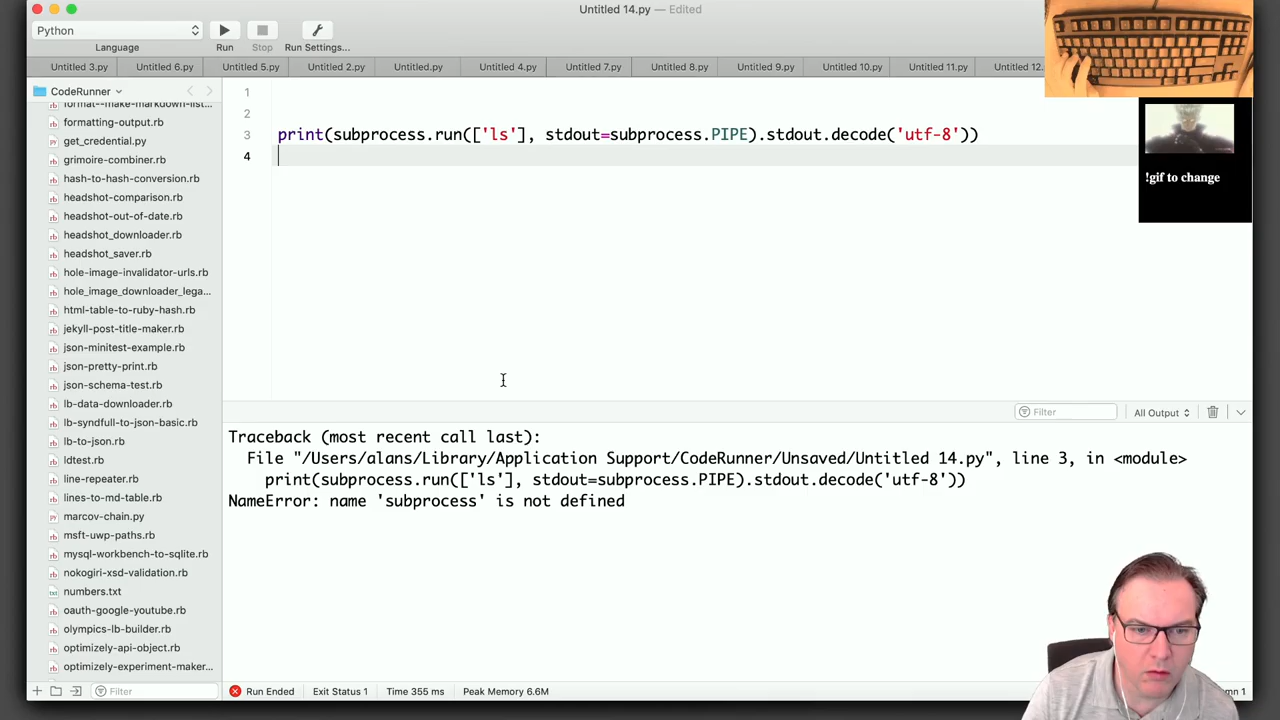 Untitled 14.py — Edited
Python
Language
Run
Stop
Run Settings...
Untitled 3.py
Untitled 6.py
Untitled 5.py
Untitled 2.py
Untitled.py
Untitled 4.py
Untitled 7.py
Untitled 8.py
Untitled 9.py
Untitled 10.py
Untitled 11.py
Untitled 12.
CodeRunner
format--make-markdown-list...
formatting-output.rb
get_credential.py
grimoire-combiner.rb
hash-to-hash-conversion.rb
headshot-comparison.rb
headshot-out-of-date.rb
headshot_downloader.rb
headshot_saver.rb
hole-image-invalidator-urls.rb
hole_image_downloader_lega...
html-table-to-ruby-hash.rb
jekyll-post-title-maker.rb
json-minitest-example.rb
json-pretty-print.rb
json-schema-test.rb
lb-data-downloader.rb
lb-syndfull-to-json-basic.rb
lb-to-json.rb
ldtest.rb
line-repeater.rb
lines-to-md-table.rb
marcov-chain.py
msft-uwp-paths.rb
mysql-workbench-to-sqlite.rb
nokogiri-xsd-validation.rb
numbers.txt
oauth-google-youtube.rb
olympics-lb-builder.rb
optimizely-api-object.rb
optimizely-experiment-maker...
Filter
1
2
3 print(subprocess.run(['ls'], stdout=subprocess.PIPE).stdout.decode('utf-8'))
4
!gif to change
Filter
All Output
Traceback (most recent call last):
File "/Users/alans/Library/Application Support/CodeRunner/Unsaved/Untitled 14.py", line 3, in <module>
print(subprocess.run(['ls'], stdout=subprocess.PIPE).stdout.decode('utf-8'))
NameError: name 'subprocess' is not defined
Run Ended
Exit Status 1
Time 355 ms
Peak Memory 6.6M